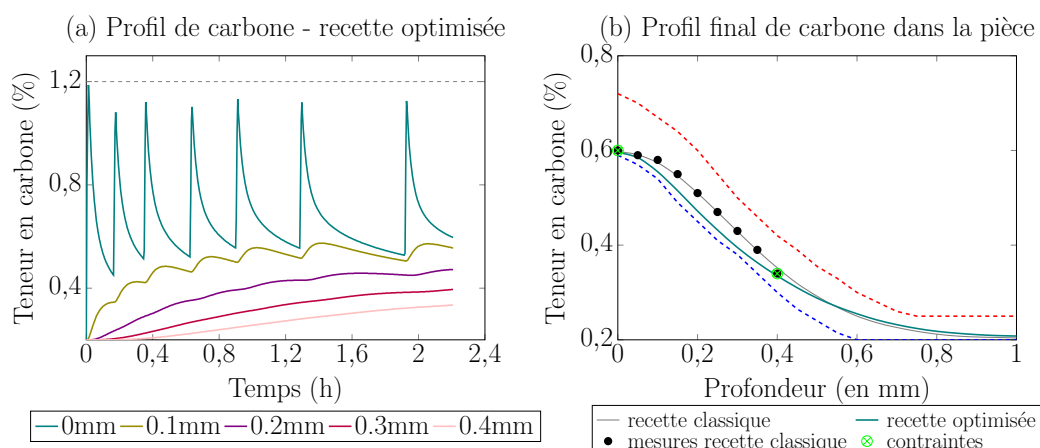 (a) Profil de carbone - recette optimisée
Teneur en carbone (%)
1,2
0,8
0,4
0 0,4 0,8 1,2 1,6 2 2,4
Temps (h)
0mm 0.1mm 0.2mm 0.3mm 0.4mm
(b) Profil final de carbone dans la pièce
Teneur en carbone (%)
0,8
0,6
0,4
0,2
0 0,2 0,4 0,6 0,8 1
Profondeur (en mm)
recette classique recette optimisée
mesures recette classique contraintes